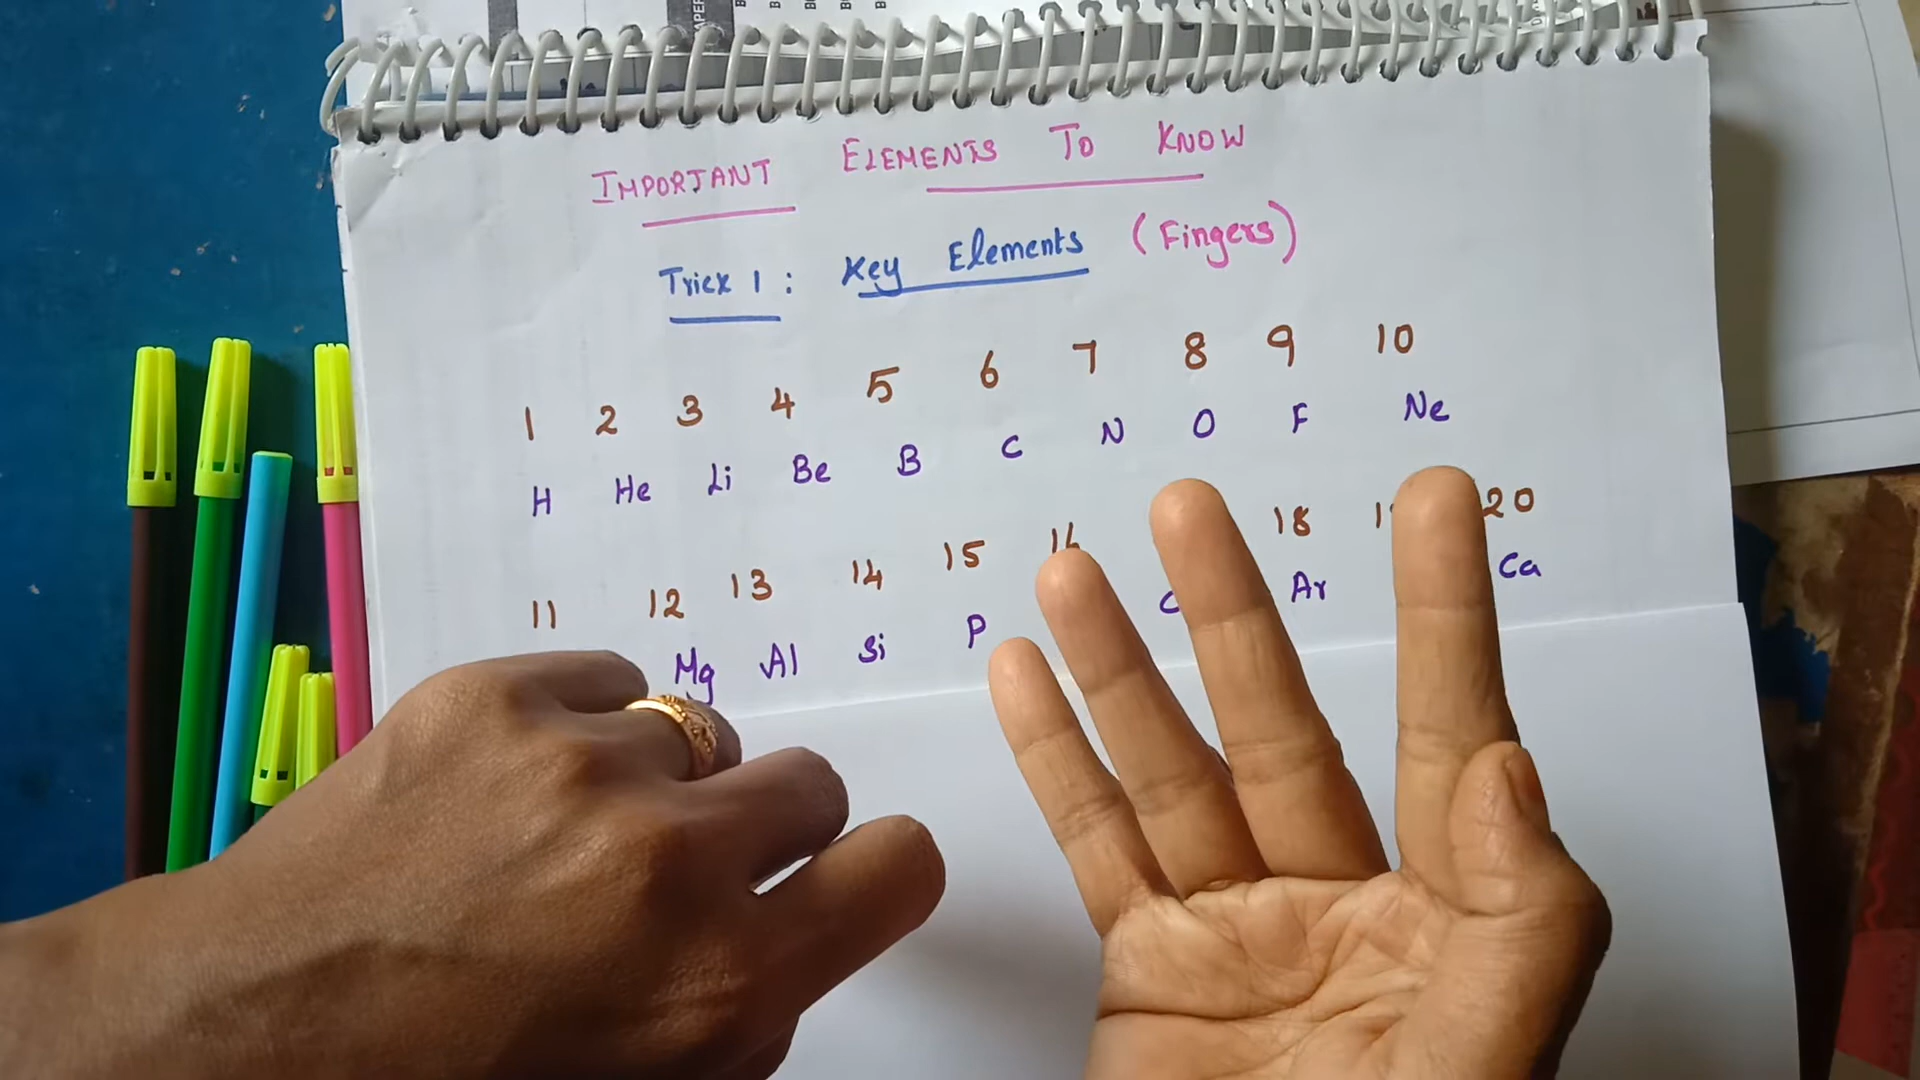 IMPORTANT ELEMENTS TO KNOW
Trick 1 : Key Elements (Fingers)
1 2 3 4 5 6 7 8 9 10
H He Li Be B C N O F Ne
11 12 13 14 15 16 18 20
Mg Al Si P Ar Ca